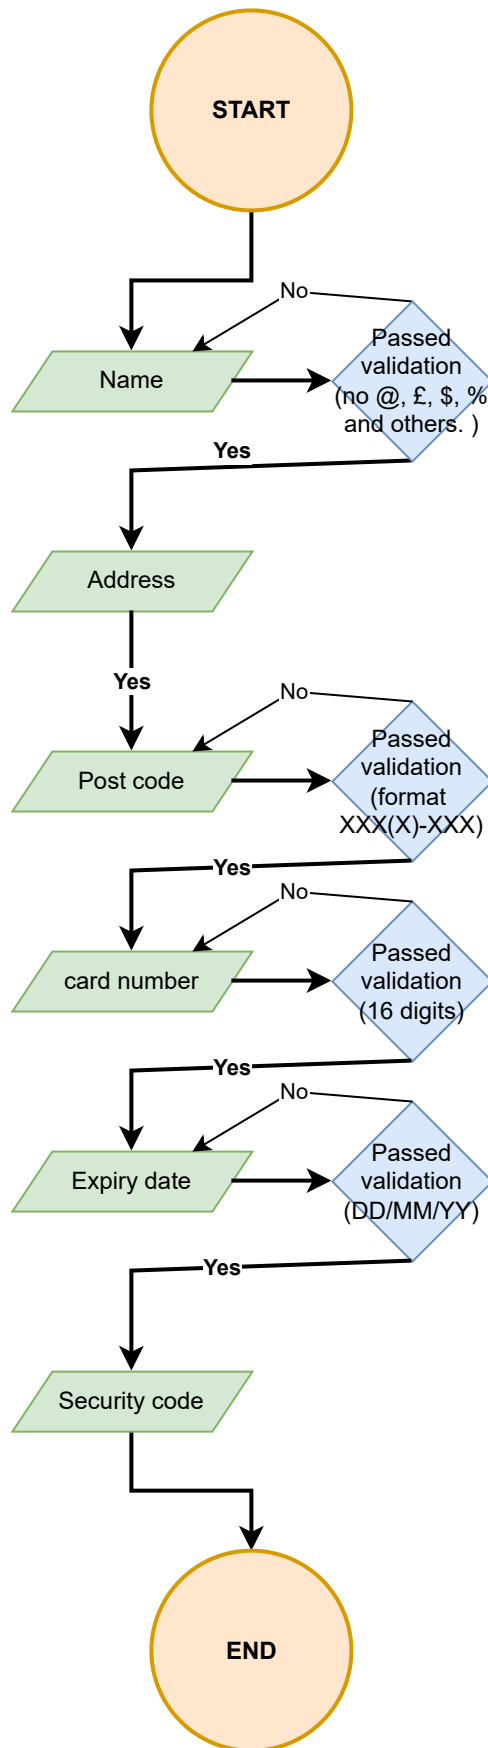 START
No
Name
Passed
validation
(no @, £, $, %
and others. )
Yes
Address
Yes
No
Post code
Passed
validation
(format
XXX(X)-XXX)
Yes
No
card number
Passed
validation
(16 digits)
Yes
No
Expiry date
Passed
validation
(DD/MM/YY)
Yes
Security code
END